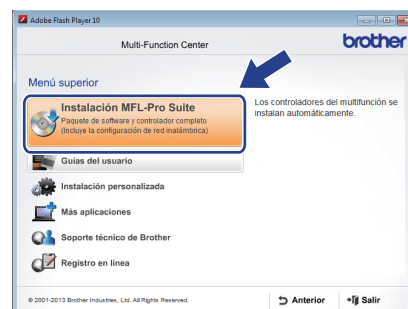 Adobe Flash Player 10
Multi-Function Center
brother
Menú superior
Instalación MFL-Pro Suite
Paquete de software y controlador completo
(Incluye la configuración de red inalámbrica)
Los controladores del multifunción se
instalan automáticamente.
Guías del usuario
Instalación personalizada
Más aplicaciones
Soporte técnico de Brother
Registro en línea
© 2001-2013 Brother Industries, Ltd. All Rights Reserved.
Anterior
Salir